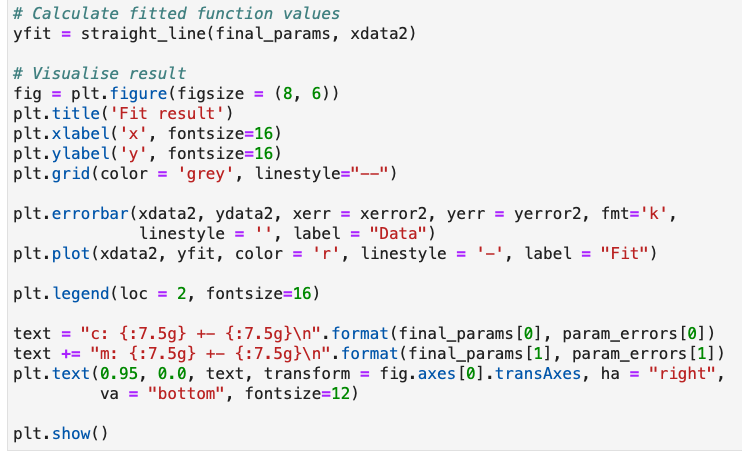 # Calculate fitted function values
yfit = straight_line(final_params, xdata2)
# Visualise result
fig = plt.figure(figsize = (8, 6))
plt.title('Fit result')
plt.xlabel('x', fontsize=16)
plt.ylabel('y', fontsize=16)
plt.grid(color = 'grey', linestyle="--")
plt.errorbar(xdata2, ydata2, xerr = xerror2, yerr = yerror2, fmt='k',
linestyle = '', label = "Data")
plt.plot(xdata2, yfit, color = 'r', linestyle = '-', label = "Fit")
plt.legend(loc = 2, fontsize=16)
text = "c: {:7.5g} +- {:7.5g}\n".format(final_params[0], param_errors[0])
text += "m: {:7.5g} +- {:7.5g}\n".format(final_params[1], param_errors[1])
plt.text(0.95, 0.0, text, transform = fig.axes[0].transAxes, ha = "right",
va = "bottom", fontsize=12)
plt.show()